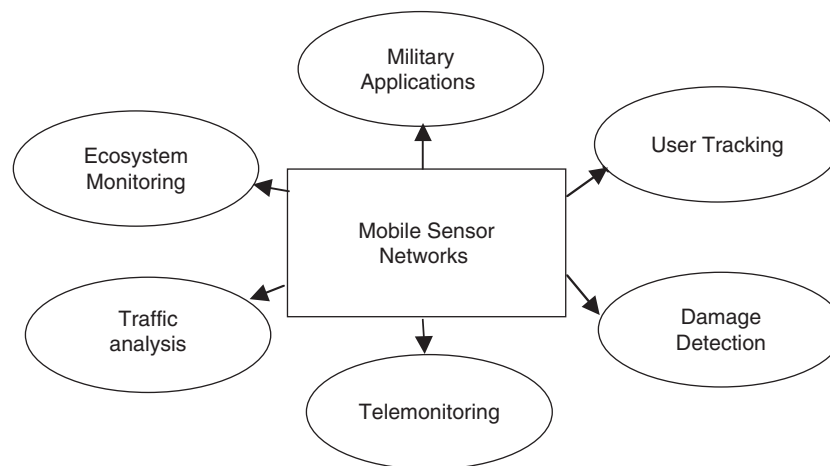 Military
Applications
User Tracking
Ecosystem
Monitoring
Mobile Sensor
Networks
Traffic
analysis
Damage
Detection
Telemonitoring